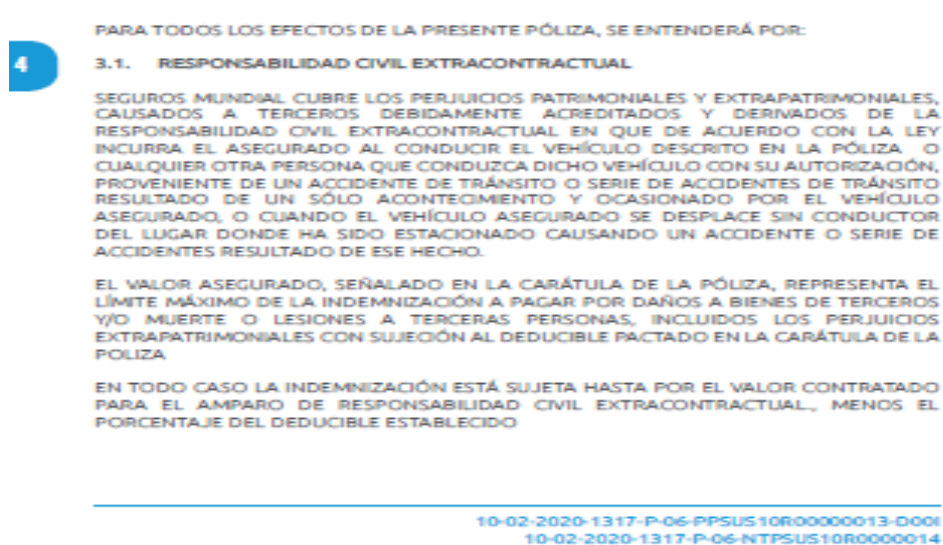 PARA TODOS LOS EFECTOS DE LA PRESENTE PÓLIZA, SE ENTENDERÁ POR:
4
3.1. RESPONSABILIDAD CIVIL EXTRACONTRACTUAL
SEGUROS MUNDIAL CUBRE LOS PERJUICIOS PATRIMONIALES Y EXTRAPATRIMONIALES,
CAUSADOS A TERCEROS DEBIDAMENTE ACREDITADOS Y DERIVADOS DE LA
RESPONSABILIDAD CIVIL EXTRACONTRACTUAL EN QUE DE ACUERDO CON LA LEY
INCURRA EL ASEGURADO AL CONDUCIR EL VEHÍCULO DESCRITO EN LA PÓLIZA O
CUALQUIER OTRA PERSONA QUE CONDUZCA DICHO VEHÍCULO CON SU AUTORIZACIÓN,
PROVENIENTE DE UN ACCIDENTE DE TRÁNSITO O SERIE DE ACCIDENTES DE TRÁNSITO
RESULTADO DE UN SÓLO ACONTECIMIENTO Y OCASIONADO POR EL VEHÍCULO
ASEGURADO, O CUANDO EL VEHÍCULO ASEGURADO SE DESPLACE SIN CONDUCTOR
DEL LUGAR DONDE HA SIDO ESTACIONADO CAUSANDO UN ACCIDENTE O SERIE DE
ACCIDENTES RESULTADO DE ESE HECHO.
EL VALOR ASEGURADO, SEÑALADO EN LA CARÁTULA DE LA PÓLIZA, REPRESENTA EL
LÍMITE MÁXIMO DE LA INDEMNIZACIÓN A PAGAR POR DAÑOS A BIENES DE TERCEROS
Y/O MUERTE O LESIONES A TERCERAS PERSONAS, INCLUIDOS LOS PERJUICIOS
EXTRAPATRIMONIALES CON SUJECIÓN AL DEDUCIBLE PACTADO EN LA CARÁTULA DE LA
POLIZA
EN TODO CASO LA INDEMNIZACIÓN ESTÁ SUJETA HASTA POR EL VALOR CONTRATADO
PARA EL AMPARO DE RESPONSABILIDAD CIVIL EXTRACONTRACTUAL., MENOS EL
PORCENTAJE DEL DEDUCIBLE ESTABLECIDO
10-02-2020-1317-P-06-PPSUS10R00000013-D00I
10-02-2020-1317-P-06-NTPSUS10R0000014